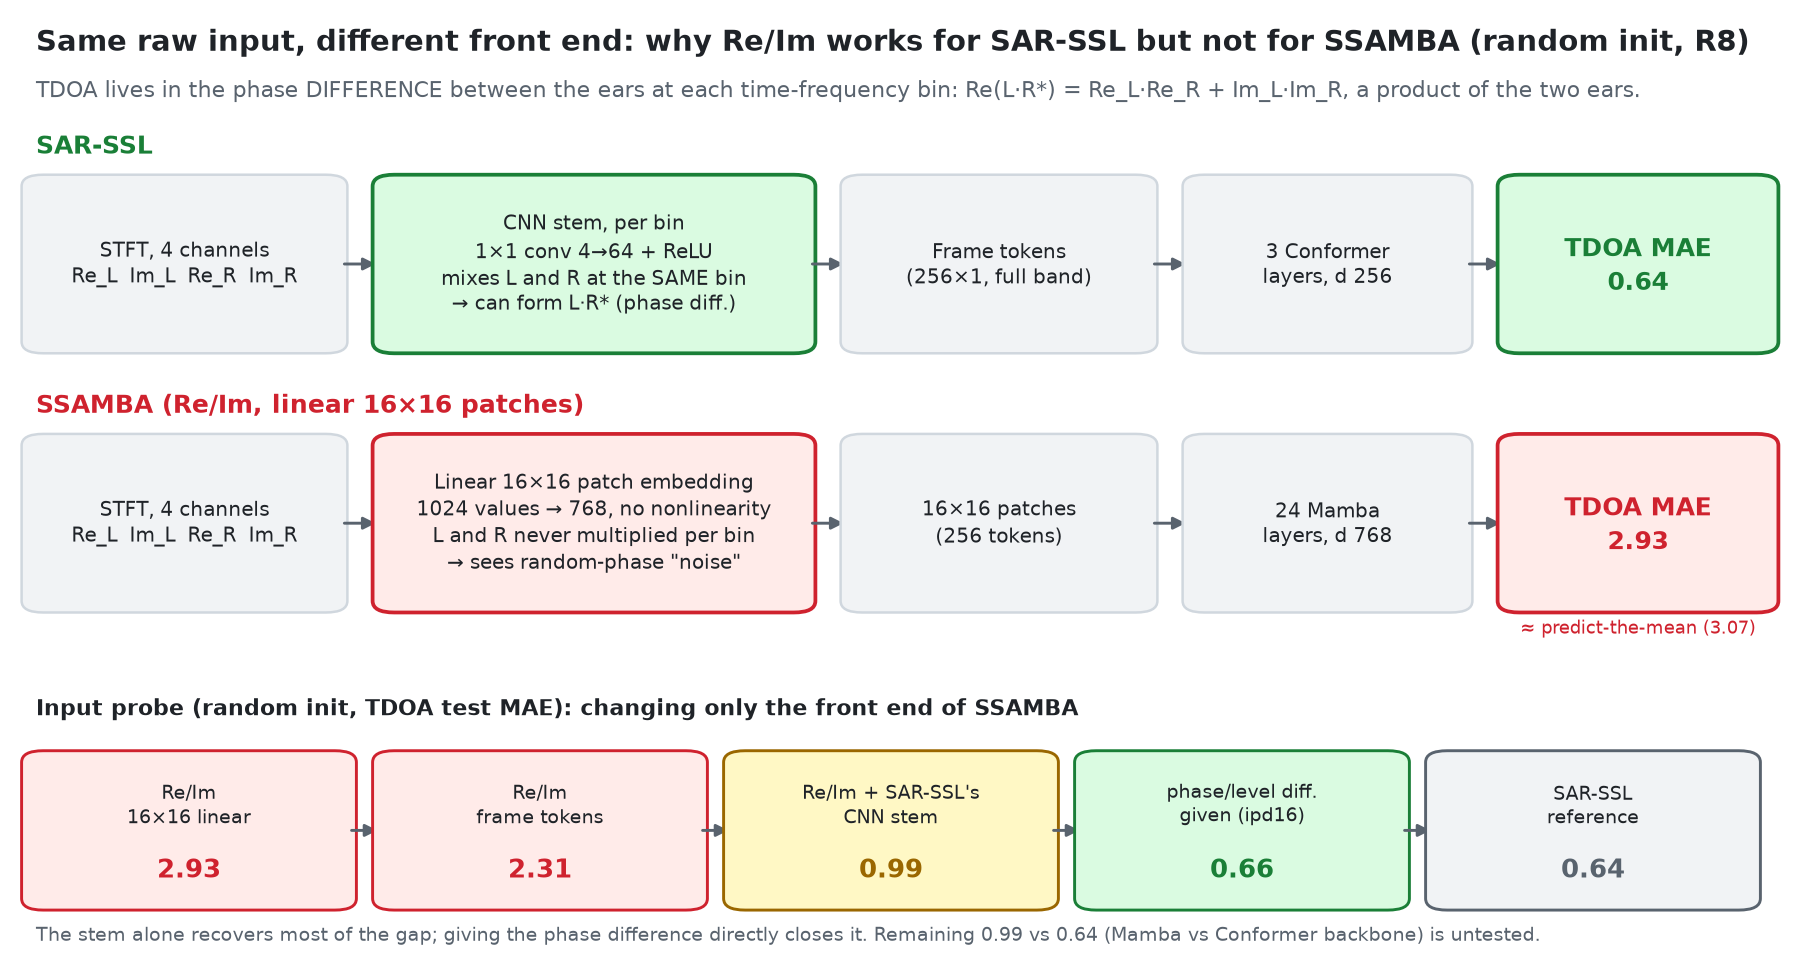 Same raw input, different front end: why Re/Im works for SAR-SSL but not for SSAMBA (random init, R8)
TDOA lives in the phase DIFFERENCE between the ears at each time-frequency bin: Re(L·R*) = Re_L·Re_R + Im_L·Im_R, a product of the two ears.
SAR-SSL
STFT, 4 channels
Re_L Im_L Re_R Im_R
CNN stem, per bin
1×1 conv 4→64 + ReLU
mixes L and R at the SAME bin
→ can form L·R* (phase diff.)
Frame tokens
(256×1, full band)
3 Conformer
layers, d 256
TDOA MAE
0.64
SSAMBA (Re/Im, linear 16×16 patches)
STFT, 4 channels
Re_L Im_L Re_R Im_R
Linear 16×16 patch embedding
1024 values → 768, no nonlinearity
L and R never multiplied per bin
→ sees random-phase "noise"
16×16 patches
(256 tokens)
24 Mamba
layers, d 768
TDOA MAE
2.93
≈ predict-the-mean (3.07)
Input probe (random init, TDOA test MAE): changing only the front end of SSAMBA
Re/Im
16×16 linear
2.93
Re/Im
frame tokens
2.31
Re/Im + SAR-SSL's
CNN stem
0.99
phase/level diff.
given (ipd16)
0.66
SAR-SSL
reference
0.64
The stem alone recovers most of the gap; giving the phase difference directly closes it. Remaining 0.99 vs 0.64 (Mamba vs Conformer backbone) is untested.